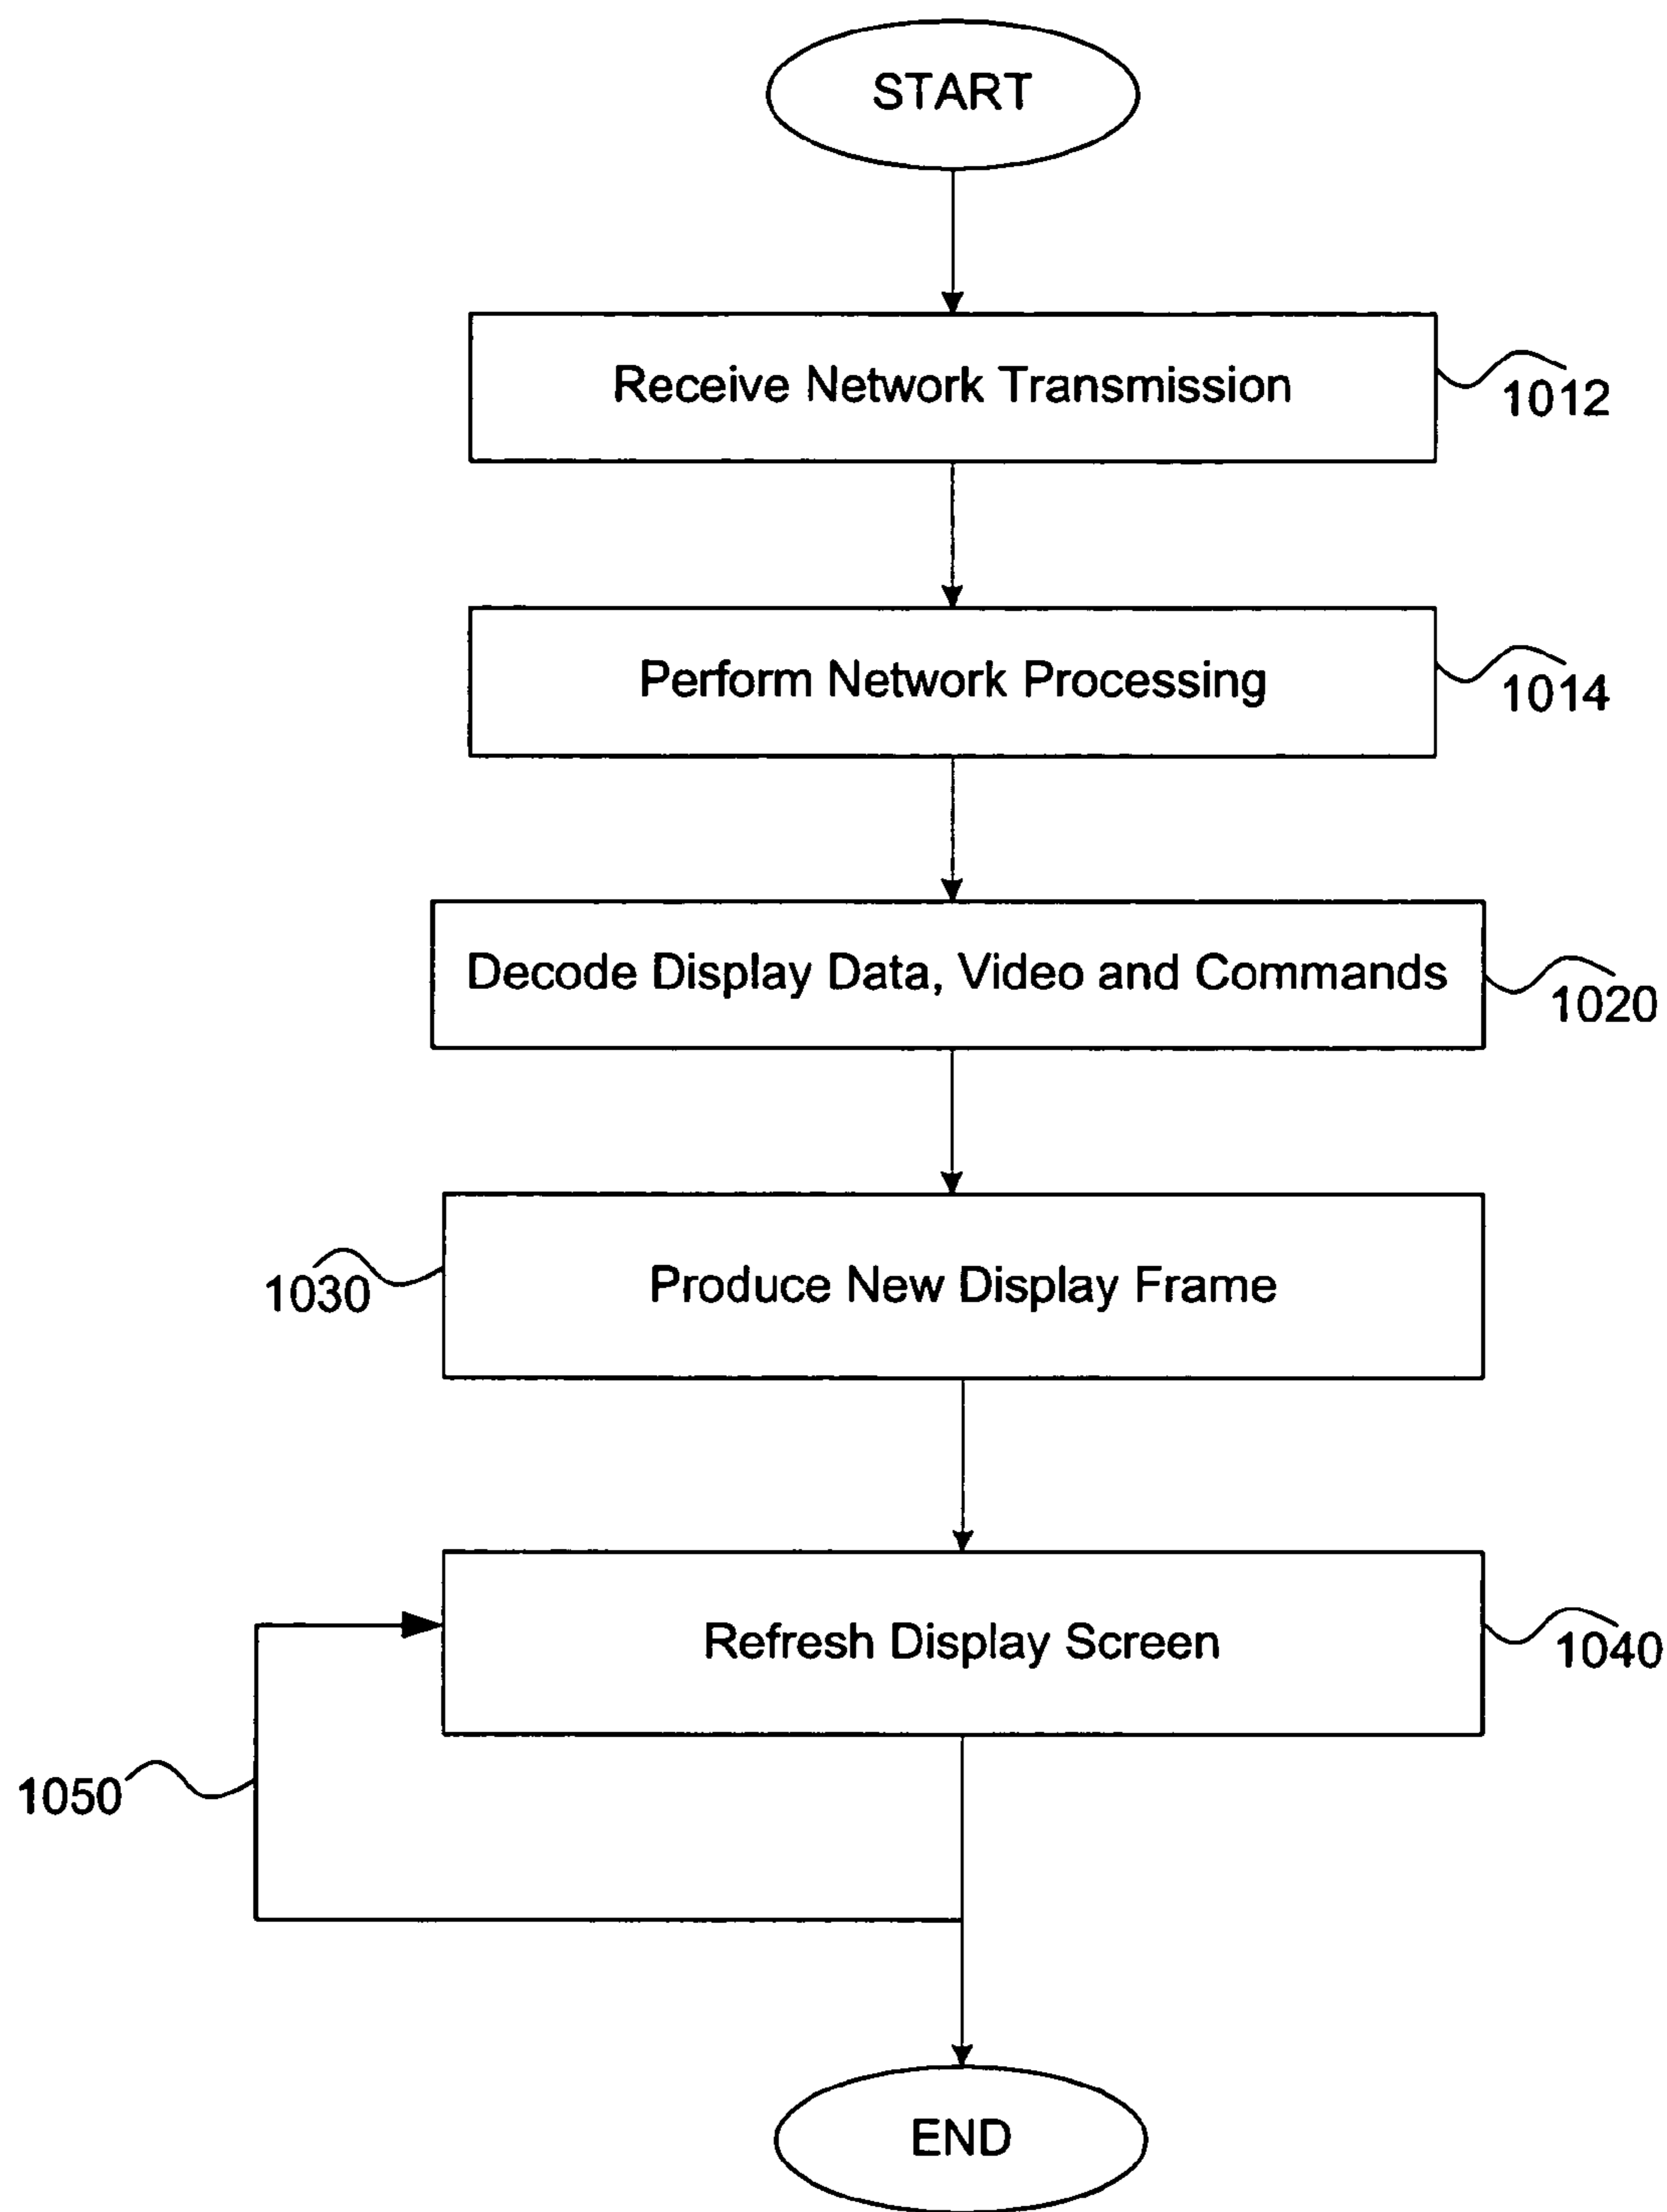 START
Receive Network Transmission
1012
Perform Network Processing
1014
Decode Display Data, Video and Commands
1020
Produce New Display Frame
1030
Refresh Display Screen
1040
1050
END